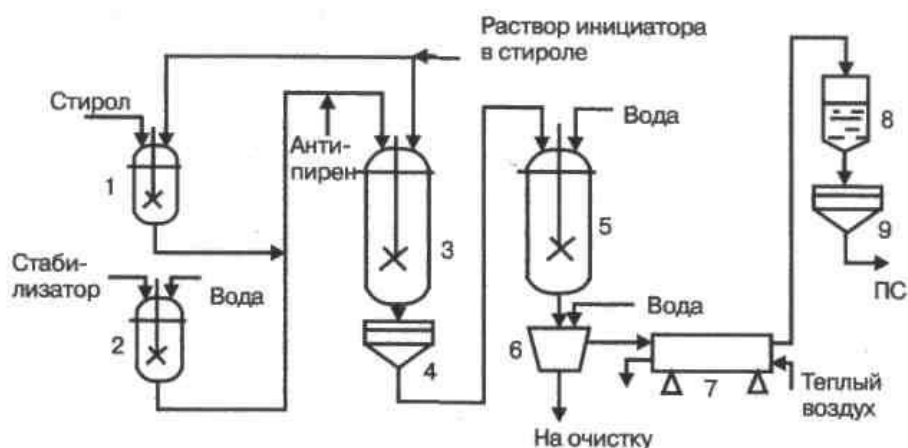 Раствор инициатора
в стироле
Стирол
Анти-
пирен
Вода
8
1
3
5
9
ПС
Стаби-
лизатор
Вода
Вода
2
4
6
7
Теплый
воздух
На очистку